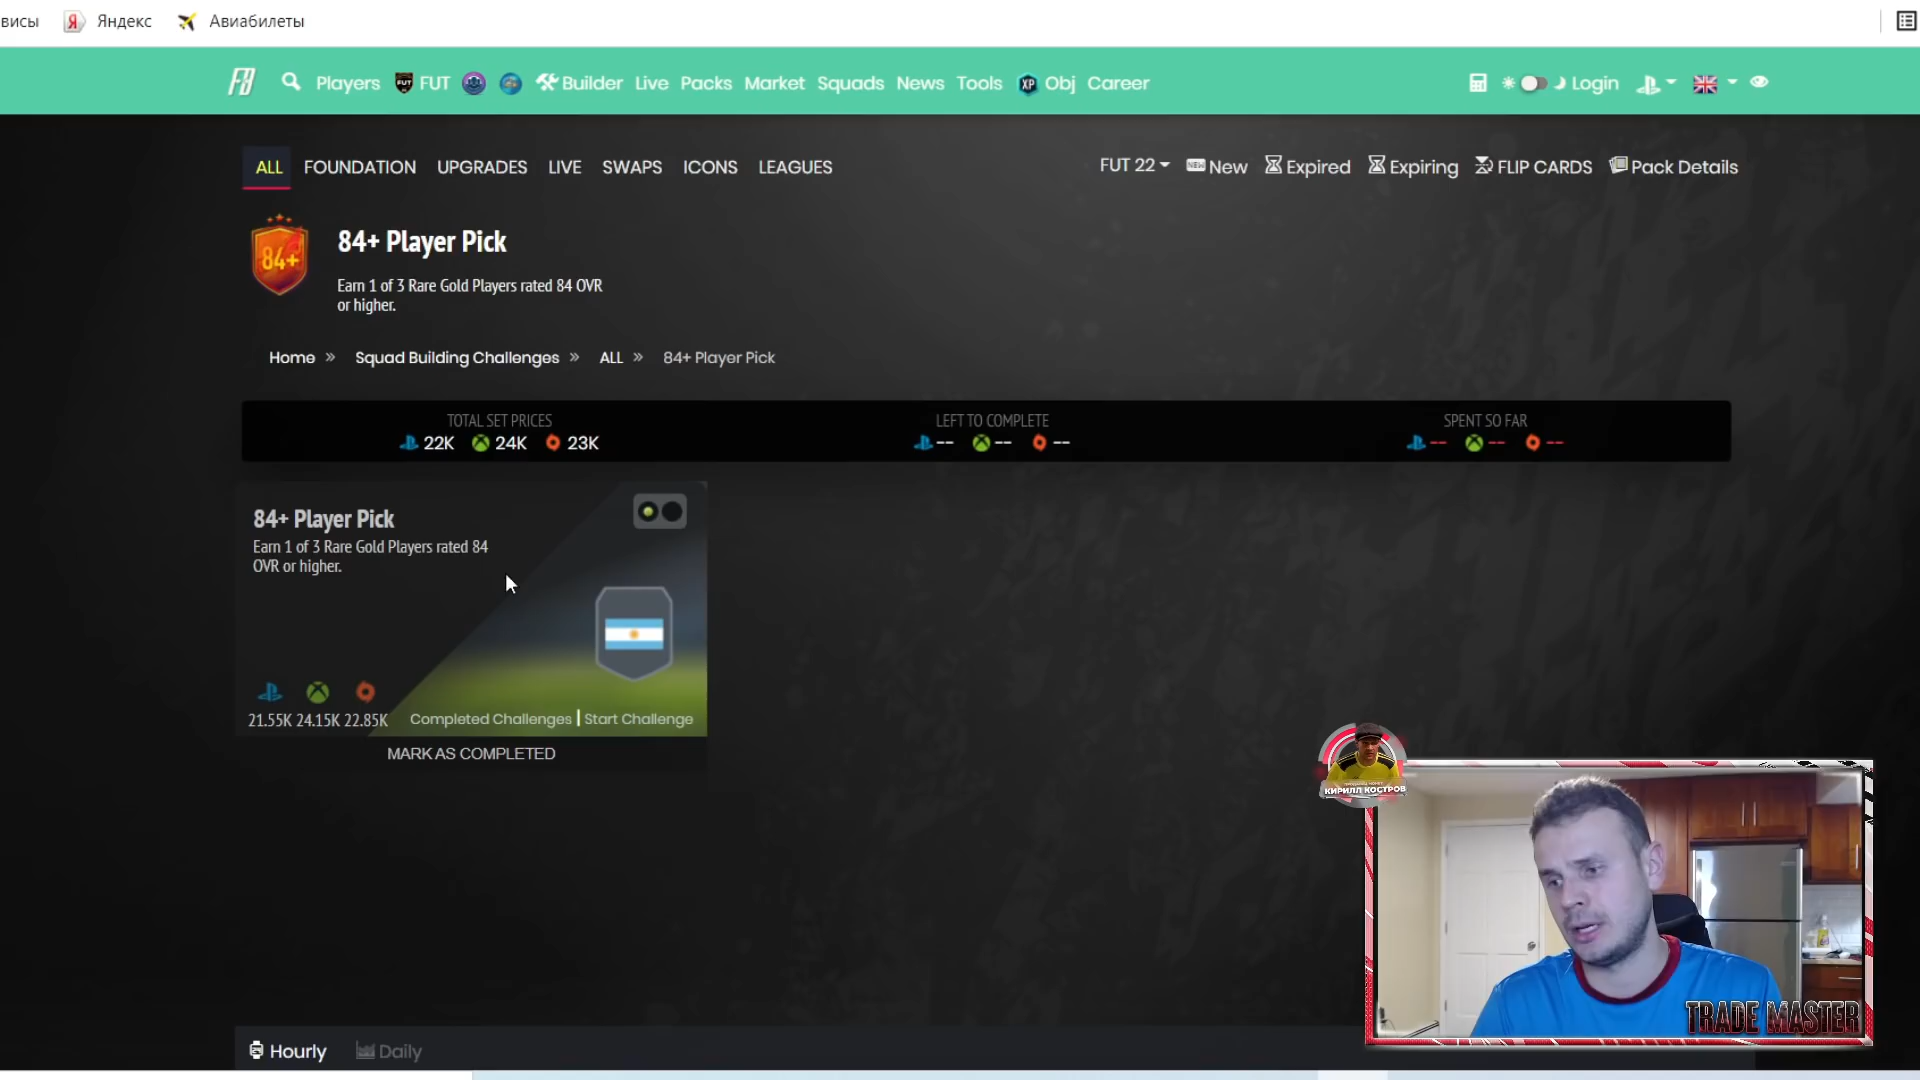 висы Яндекс Авиабилеты
Players FUT Builder Live Packs Market Squads News Tools XP Obj Career Login
ALL FOUNDATION UPGRADES LIVE SWAPS ICONS LEAGUES FUT 22 NEW New Expired Expiring FLIP CARDS Pack Details
84+
84+ Player Pick
Earn 1 of 3 Rare Gold Players rated 84 OVR
or higher.
Home » Squad Building Challenges » ALL » 84+ Player Pick
TOTAL SET PRICES LEFT TO COMPLETE SPENT SO FAR
22K 24K 23K -- -- -- -- -- --
84+ Player Pick
Earn 1 of 3 Rare Gold Players rated 84
OVR or higher.
21.55K 24.15K 22.85K Completed Challenges | Start Challenge
MARK AS COMPLETED
КИРИЛЛ КОСТРОВ
TRADE MASTER
Hourly Daily